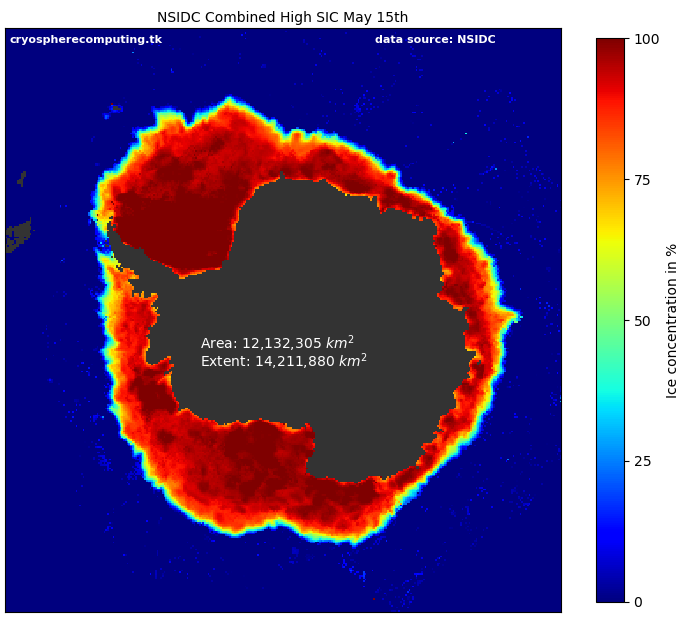 NSIDC Combined High SIC May 15th
cryospherecomputing.tk data source: NSIDC
Area: 12,132,305 km²
Extent: 14,211,880 km²
100
75
50
25
0
Ice concentration in %